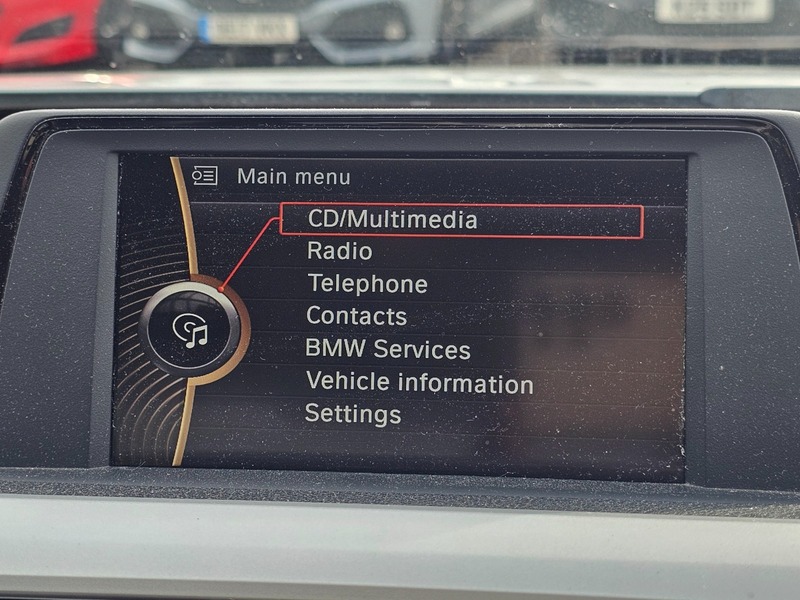 Main menu
CD/Multimedia
Radio
Telephone
Contacts
BMW Services
Vehicle information
Settings